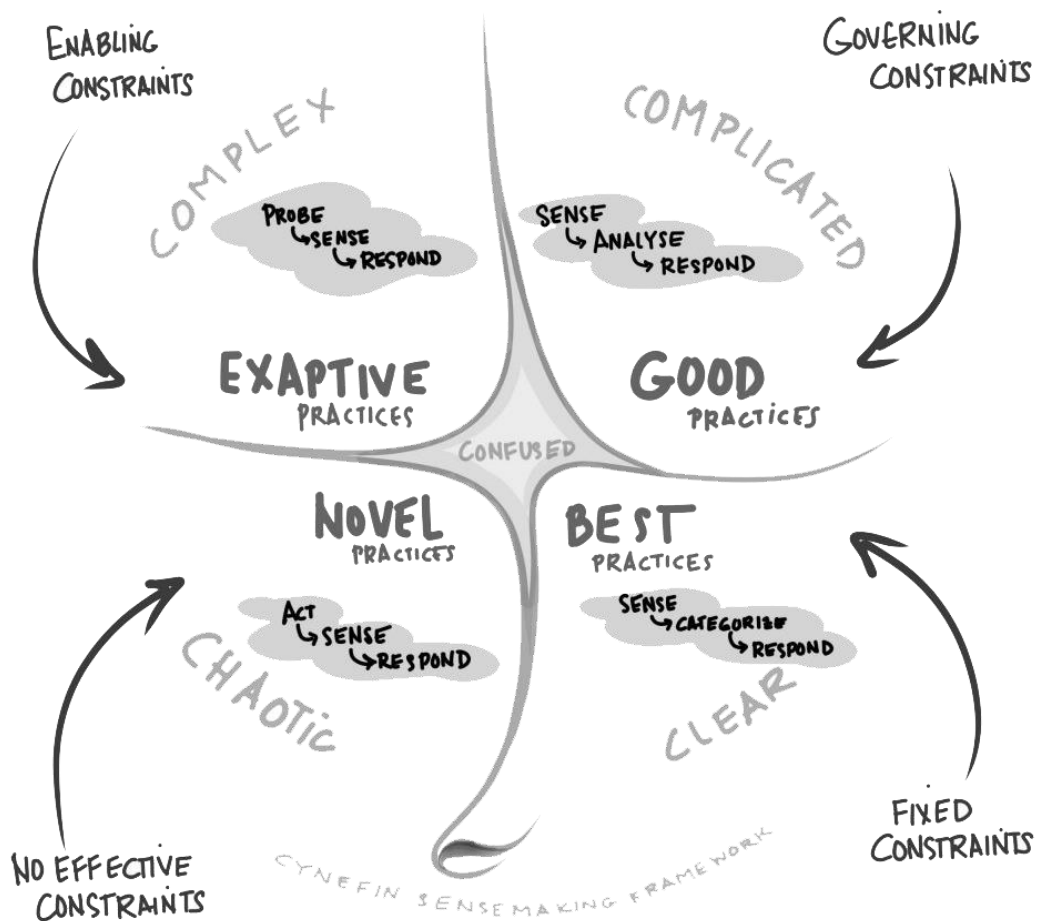 ENABLING
CONSTRAINTS
GOVERNING
CONSTRAINTS
COMPLEX
COMPLICATED
PROBE
SENSE
RESPOND
SENSE
ANALYSE
RESPOND
EXAPTIVE
PRACTICES
GOOD
PRACTICES
CONFUSED
NOVEL
PRACTICES
BEST
PRACTICES
ACT
SENSE
RESPOND
SENSE
CATEGORIZE
RESPOND
CHAOTIC
CLEAR
NO EFFECTIVE
CONSTRAINTS
FIXED
CONSTRAINTS
CYNEFIN SENSEMAKING FRAMEWORK